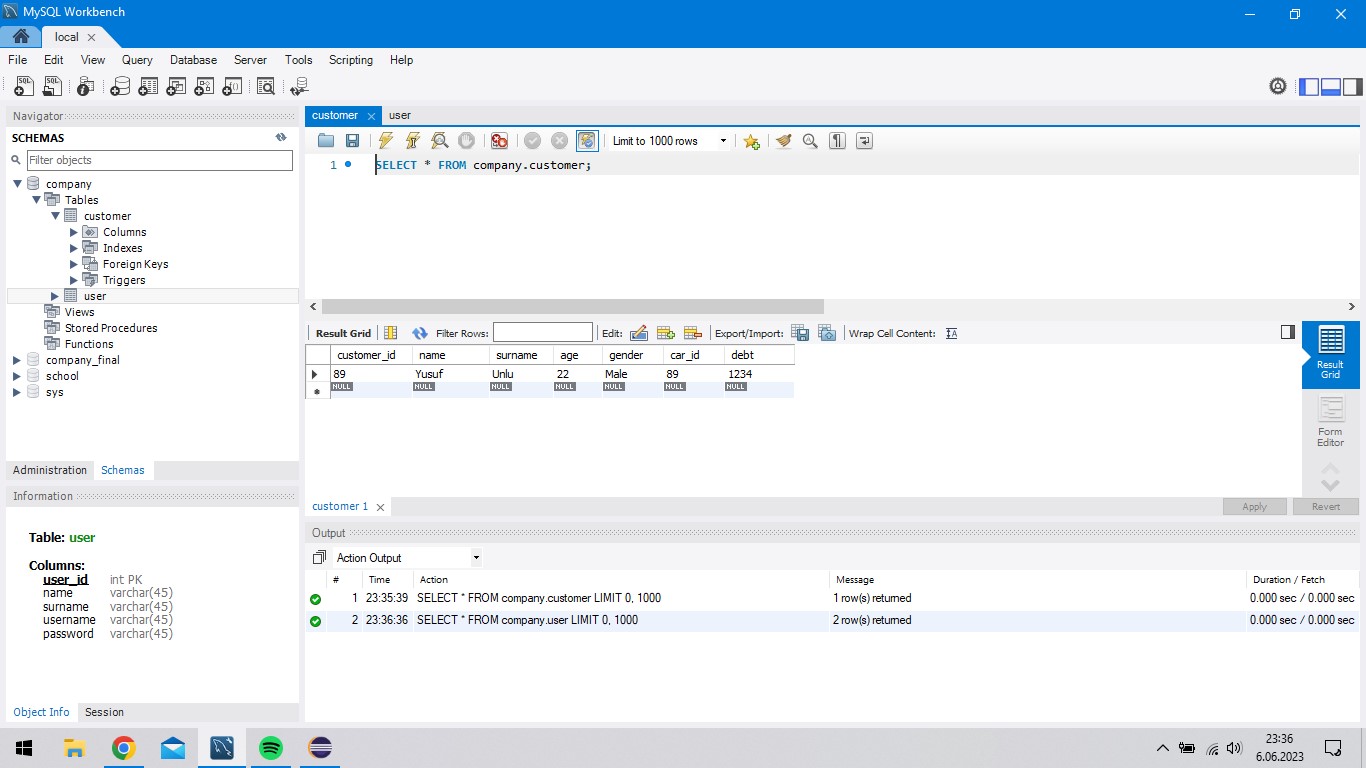 MySQL Workbench
local
File Edit View Query Database Server Tools Scripting Help
Navigator
SCHEMAS
Filter objects
company
Tables
customer
Columns
Indexes
Foreign Keys
Triggers
user
Views
Stored Procedures
Functions
company_final
school
sys
Administration Schemas
Information
Table: user
Columns:
user_id int PK
name varchar(45)
surname varchar(45)
username varchar(45)
password varchar(45)
Object Info Session
customer user
Limit to 1000 rows
1 SELECT * FROM company.customer;
Result Grid Filter Rows: Edit: Export/Import: Wrap Cell Content:
customer_id name surname age gender car_id debt
89 Yusuf Unlu 22 Male 89 1234
NULL NULL NULL NULL NULL NULL NULL
Result
Grid
Form
Editor
customer 1
Apply Revert
Output
Action Output
# Time Action Message Duration / Fetch
1 23:35:39 SELECT * FROM company.customer LIMIT 0, 1000 1 row(s) returned 0.000 sec / 0.000 sec
2 23:36:36 SELECT * FROM company.user LIMIT 0, 1000 2 row(s) returned 0.000 sec / 0.000 sec
23:36
6.06.2023